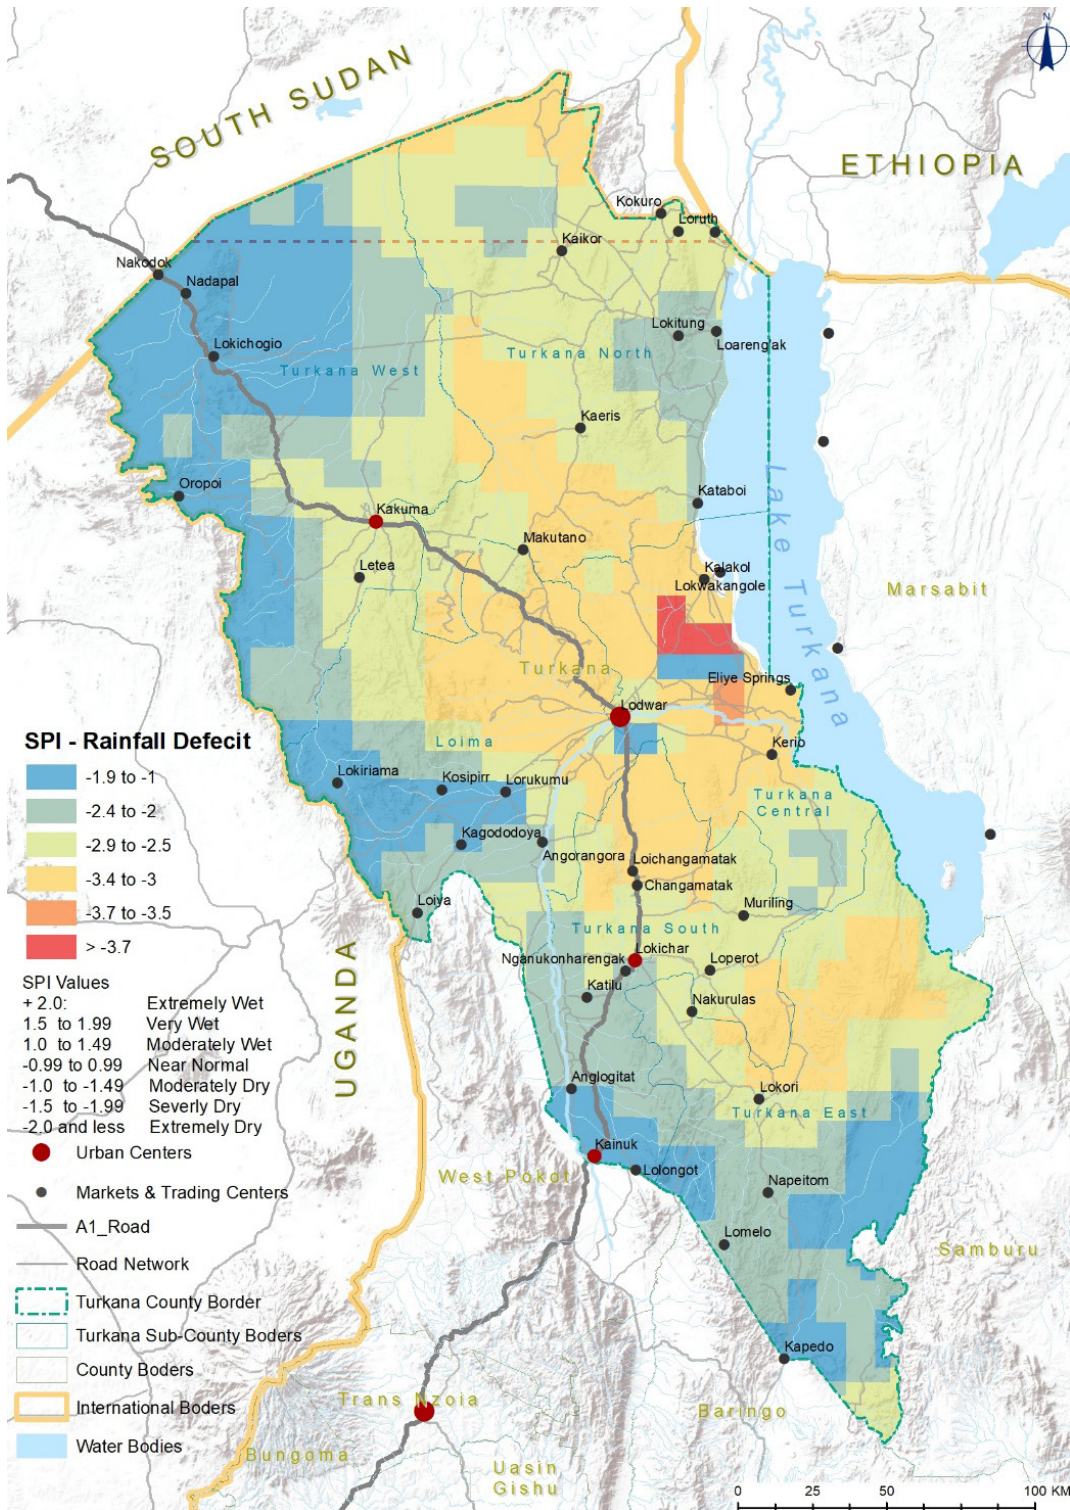 N
SOUTH SUDAN
ETHIOPIA
Kokuro
Loruth
Kaikor
Nakodok
Nadapal
Lokitung
Loareng'ak
Lokichogio
Turkana North
Turkana West
Kaeris
Oropoi
Kataboi
Kakuma
Makutano
Lake Turkana
Letea
Kalakol
Lokwakangole
Marsabit
Turkana
Eliye Springs
Lodwar
SPI - Rainfall Defecit
Loima
Kerio
-1.9 to -1
Lokiriama
Kosipirr
Lorukumu
Turkana
Central
-2.4 to -2
Kagododoya
-2.9 to -2.5
Angorangora
Loichangamatak
-3.4 to -3
Changamatak
-3.7 to -3.5
Loiya
Muriling
Turkana South
> -3.7
Lokichar
Nganukonharengak
Loperot
UGANDA
SPI Values
Katilu
Nakurulas
+ 2.0: Extremely Wet
1.5 to 1.99 Very Wet
1.0 to 1.49 Moderately Wet
-0.99 to 0.99 Near Normal
-1.0 to -1.49 Moderately Dry
-1.5 to -1.99 Severly Dry
-2.0 and less Extremely Dry
Anglogitat
Lokori
Turkana East
Urban Centers
Kainuk
Lolongot
West Pokot
Markets & Trading Centers
Napeitom
A1_Road
Lomelo
Samburu
Road Network
Turkana County Border
Turkana Sub-County Boders
Kapedo
County Boders
Trans Nzoia
International Boders
Baringo
Water Bodies
Bungoma
Uasin
Gishu
0 50 100 KM